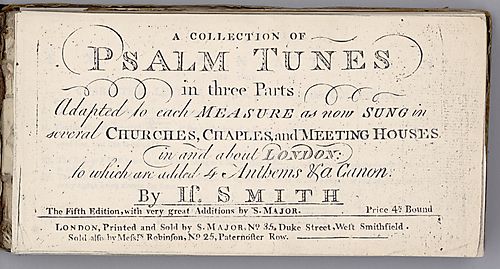 A COLLECTION OF
PSALM TUNES
in three Parts
Adapted to each MEASURE as now SUNG in
several CHURCHES, CHAPLES, and MEETING HOUSES
in and about LONDON:
to which are added 4 Anthems & a Canon.
By Is. SMITH
The Fifth Edition, with very great Additions by S. MAJOR. Price 4s. Bound
LONDON, Printed and Sold by S. MAJOR. No. 35, Duke Street, West Smithfield.
Sold also by Messrs. Robinson, No. 25, Paternoster Row.